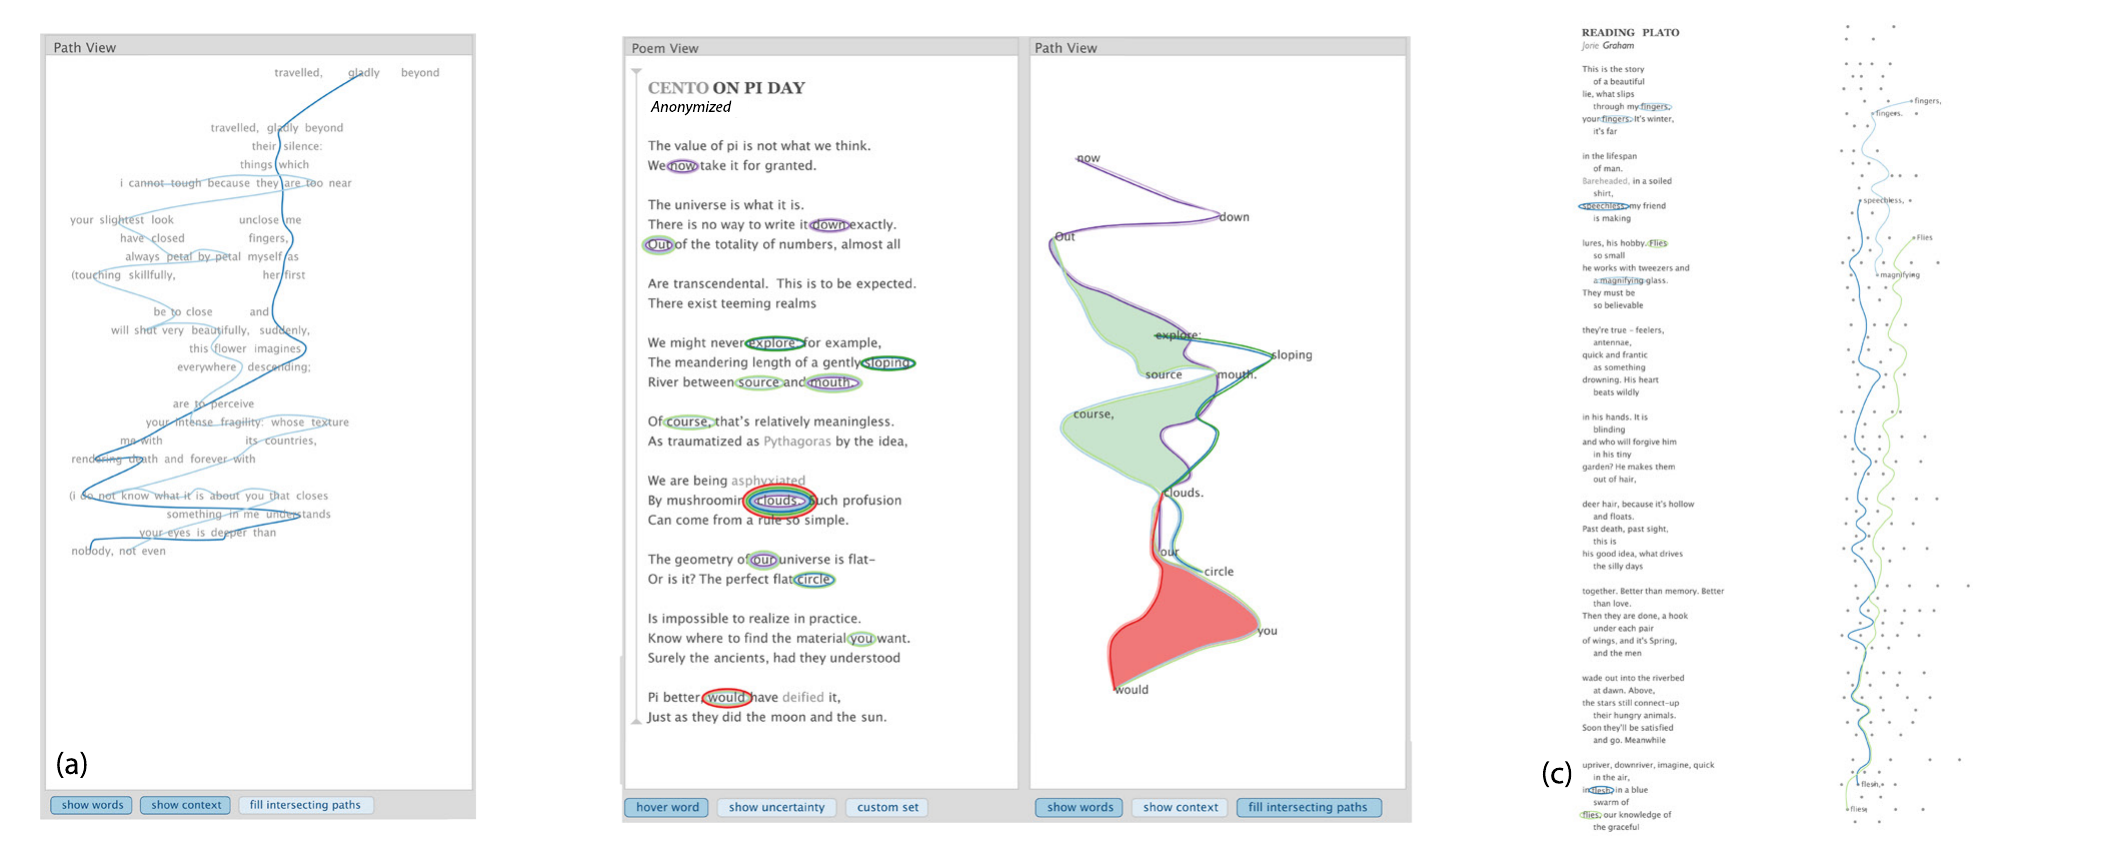 Path View
travelled, gladly beyond
travelled, gladly beyond
their silence:
things which
i cannot tough because they are too near
your slightest look unclose me
have closed fingers,
always petal by petal myself as
(touching skillfully, her first
be to close and
will shut very beautifully, suddenly,
this flower imagines
everywhere descending;
are to perceive
your intense fragility: whose texture
me with its countries,
rendering death and forever with
(i do not know what it is about you that closes
something in me understands
your eyes is deeper than
nobody, not even
(a)
show words show context fill intersecting paths
Poem View
CENTO ON PI DAY
Anonymized
The value of pi is not what we think.
We now take it for granted.
The universe is what it is.
There is no way to write it down exactly.
Out of the totality of numbers, almost all
Are transcendental. This is to be expected.
There exist teeming realms
We might never explore: for example,
The meandering length of a gently sloping
River between source and mouth.
Of course, that's relatively meaningless.
As traumatized as Pythagoras by the idea,
We are being asphyxiated
By mushrooming clouds. Such profusion
Can come from a rule so simple.
The geometry of our universe is flat–
Or is it? The perfect flat circle
Is impossible to realize in practice.
Know where to find the material you want.
Surely the ancients, had they understood
Pi better, would have deified it,
Just as they did the moon and the sun.
hover word show uncertainty custom set
Path View
now
down
Out
explore:
sloping
source mouth.
course,
clouds.
our
circle
you
would
show words show context fill intersecting paths
(c)
READING PLATO
Jorie Graham
This is the story
of a beautiful
lie, what slips
through my fingers,
your fingers. It's winter,
it's far
in the lifespan
of man.
Bareheaded, in a soiled
shirt,
speechless, my friend
is making
lures, his hobby. Flies
so small
he works with tweezers and
a magnifying glass.
They must be
so believable
they're true – feelers,
antennae,
quick and frantic
as something
drowning. His heart
beats wildly
in his hands. It is
blinding
and who will forgive him
in his tiny
garden? He makes them
out of hair,
deer hair, because it's hollow
and floats.
Past death, past sight,
this is
his good idea, what drives
the silly days
together. Better than memory. Better
than love.
Then they are done, a hook
under each pair
of wings, and it's Spring,
and the men
wade out into the riverbed
at dawn. Above,
the stars still connect-up
their hungry animals.
Soon they'll be satisfied
and go. Meanwhile
upriver, downriver, imagine, quick
in the air,
in flesh, in a blue
swarm of
flies, our knowledge of
the graceful
fingers,
fingers.
speechless,
Flies
magnifying
flesh,
flies,